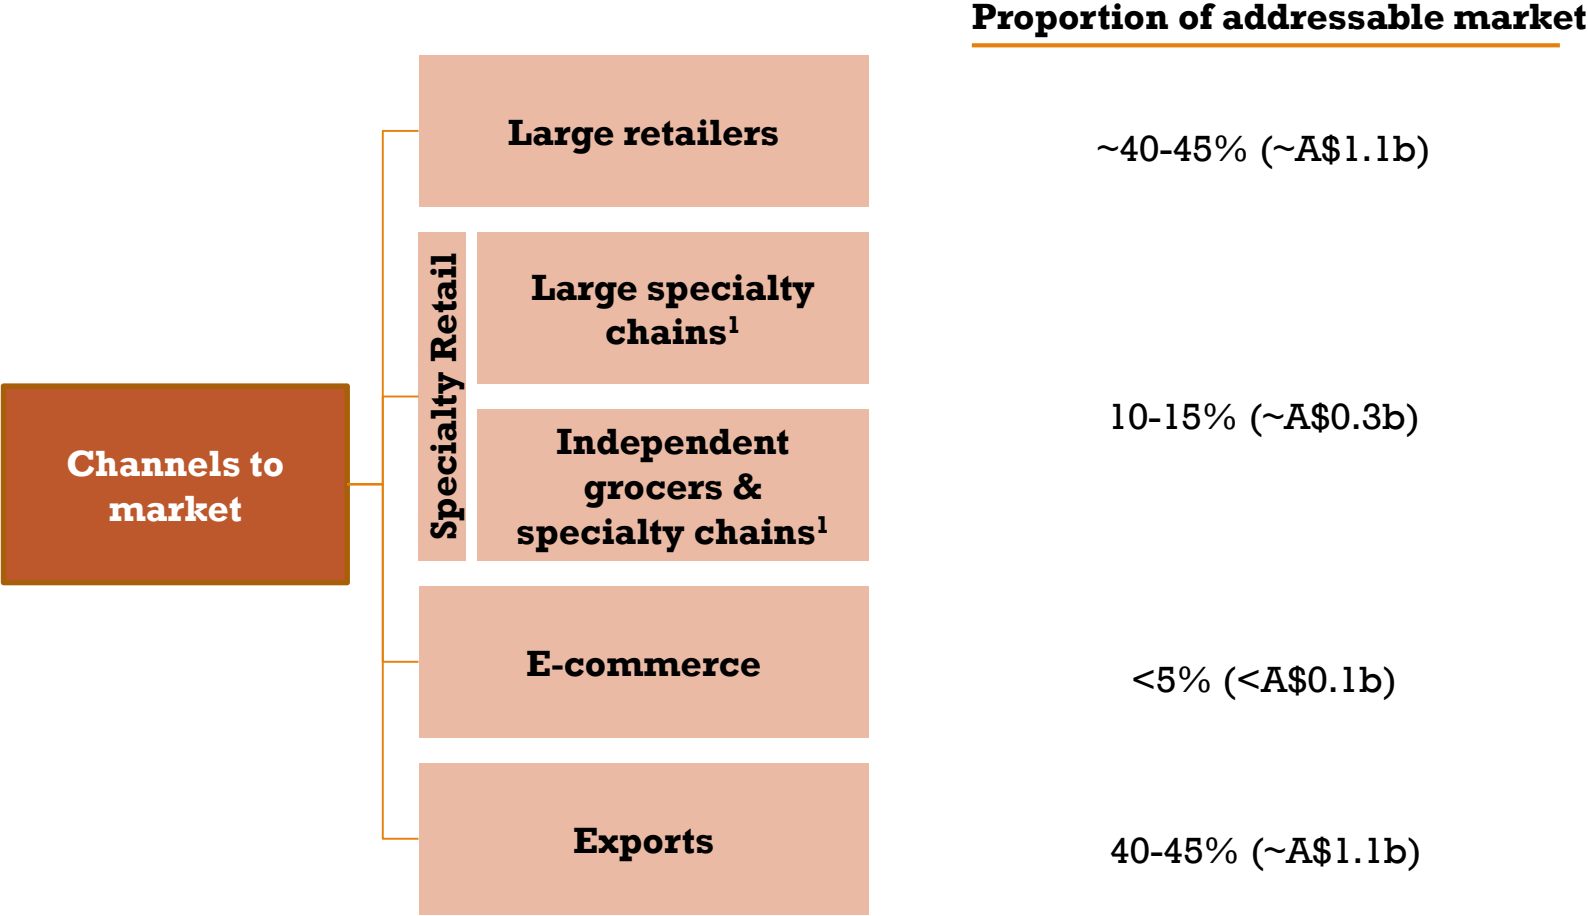 Proportion of addressable market
Large retailers
~40-45% (~A$1.1b)
Specialty Retail
Large specialty
chains¹
Independent
grocers &
specialty chains¹
10-15% (~A$0.3b)
Channels to
market
E-commerce
<5% (<A$0.1b)
Exports
40-45% (~A$1.1b)